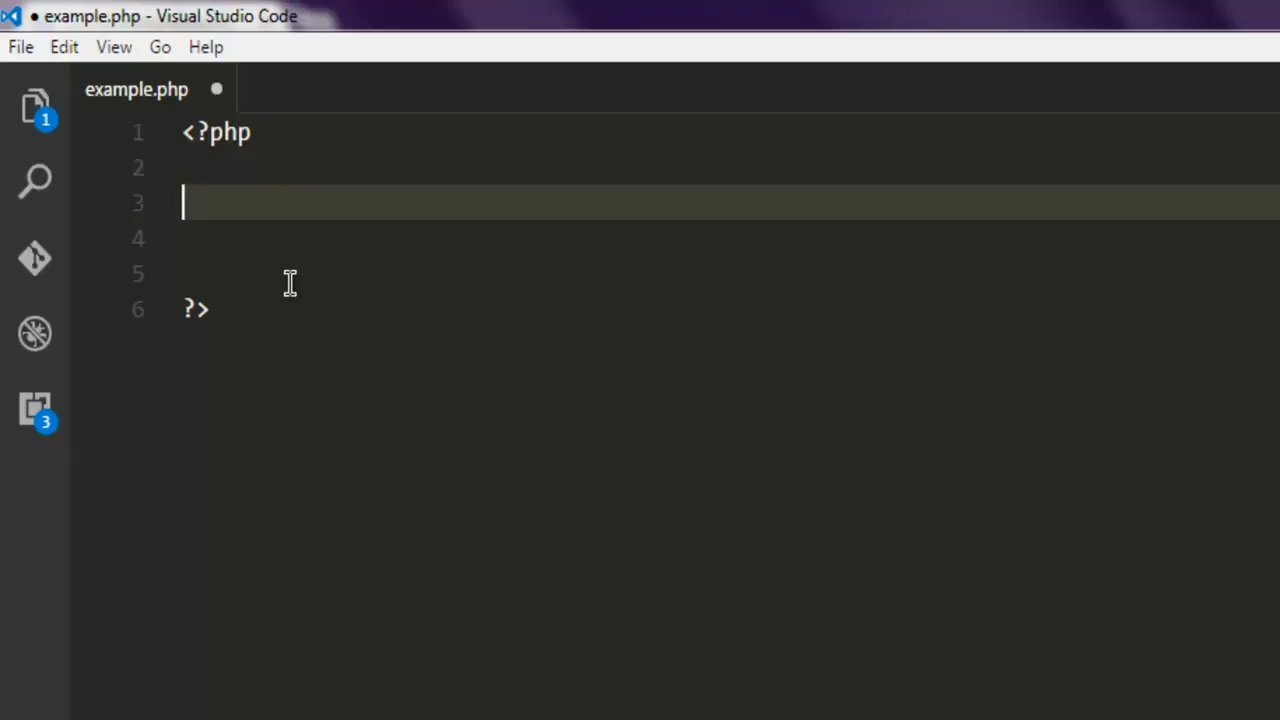 ● example.php - Visual Studio Code
File Edit View Go Help
example.php ●
1
1 <?php
2
3
4
5
6 ?>
3